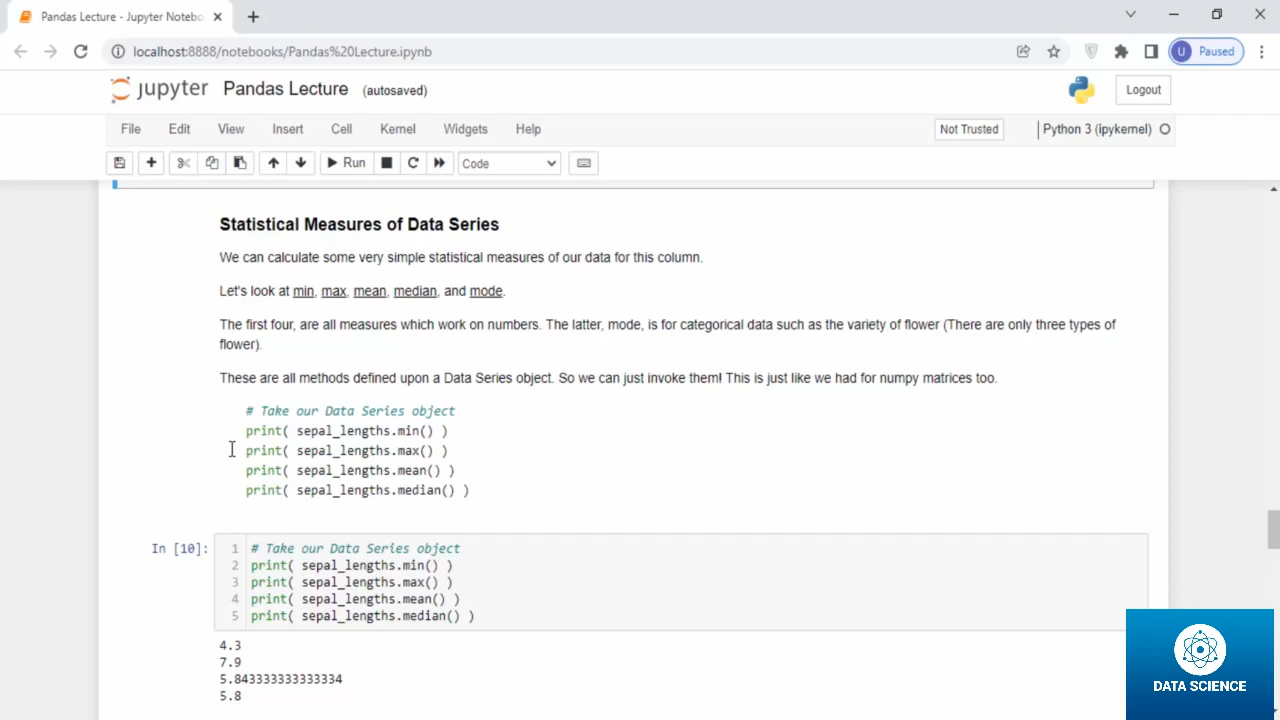 Pandas Lecture - Jupyter Notebo
localhost:8888/notebooks/Pandas%20Lecture.ipynb
U Paused
jupyter Pandas Lecture (autosaved)
Logout
File Edit View Insert Cell Kernel Widgets Help
Not Trusted
Python 3 (ipykernel)
Run
Code
Statistical Measures of Data Series
We can calculate some very simple statistical measures of our data for this column.
Let's look at min, max, mean, median, and mode.
The first four, are all measures which work on numbers. The latter, mode, is for categorical data such as the variety of flower (There are only three types of
flower).
These are all methods defined upon a Data Series object. So we can just invoke them! This is just like we had for numpy matrices too.
# Take our Data Series object
print( sepal_lengths.min() )
print( sepal_lengths.max() )
print( sepal_lengths.mean() )
print( sepal_lengths.median() )
In [10]:
1 # Take our Data Series object
2 print( sepal_lengths.min() )
3 print( sepal_lengths.max() )
4 print( sepal_lengths.mean() )
5 print( sepal_lengths.median() )
4.3
7.9
5.843333333333334
5.8
DATA SCIENCE